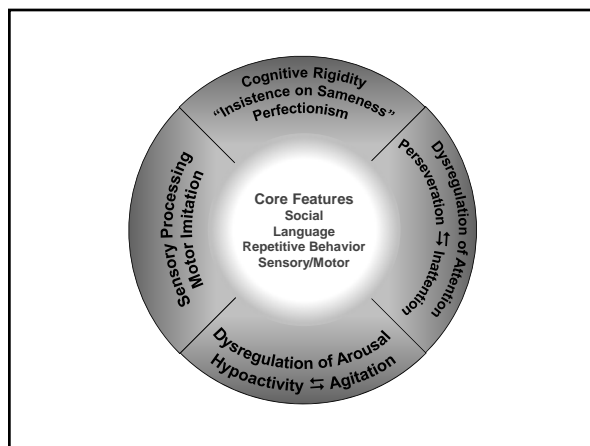 Cognitive Rigidity
“Insistence on Sameness”
Perfectionism
Dysregulation of Attention
Perseveration ⇅ Inattention
Core Features
Social
Language
Repetitive Behavior
Sensory/Motor
Sensory Processing
Motor Imitation
Dysregulation of Arousal
Hypoactivity ⇆ Agitation